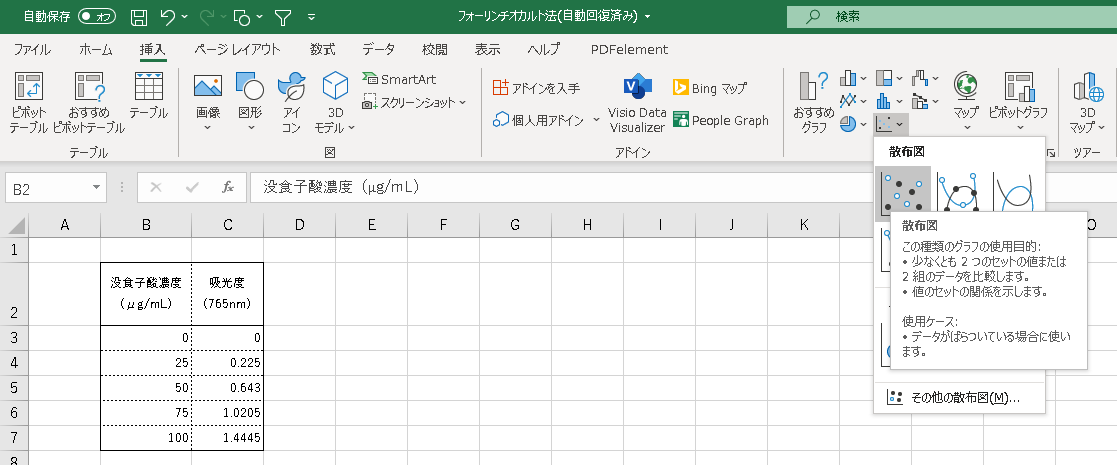 自動保存 オフ フォーリンチオカルト法(自動回復済み) 検索
ファイル ホーム 挿入 ページ レイアウト 数式 データ 校閲 表示 ヘルプ PDFelement
ピボット
テーブル
おすすめ
ピボットテーブル
テーブル
テーブル
画像
図形
アイ
コン
3D
モデル
SmartArt
スクリーンショット
図
アドインを入手
個人用アドイン
Visio Data
Visualizer
Bing マップ
People Graph
アドイン
おすすめ
グラフ
マップ
ピボットグラフ
3D
マップ
ツアー
B2 fx 没食子酸濃度（μg/mL）
A B C D E F G H I J K O
1
2 没食子酸濃度 吸光度
（μg/mL） (765nm)
3 0 0
4 25 0.225
5 50 0.643
6 75 1.0205
7 100 1.4445
8
散布図
散布図
この種類のグラフの使用目的:
• 少なくとも 2 つのセットの値または
2 組のデータを比較します。
• 値のセットの関係を示します。
使用ケース:
• データがばらついている場合に使い
ます。
その他の散布図(M)...